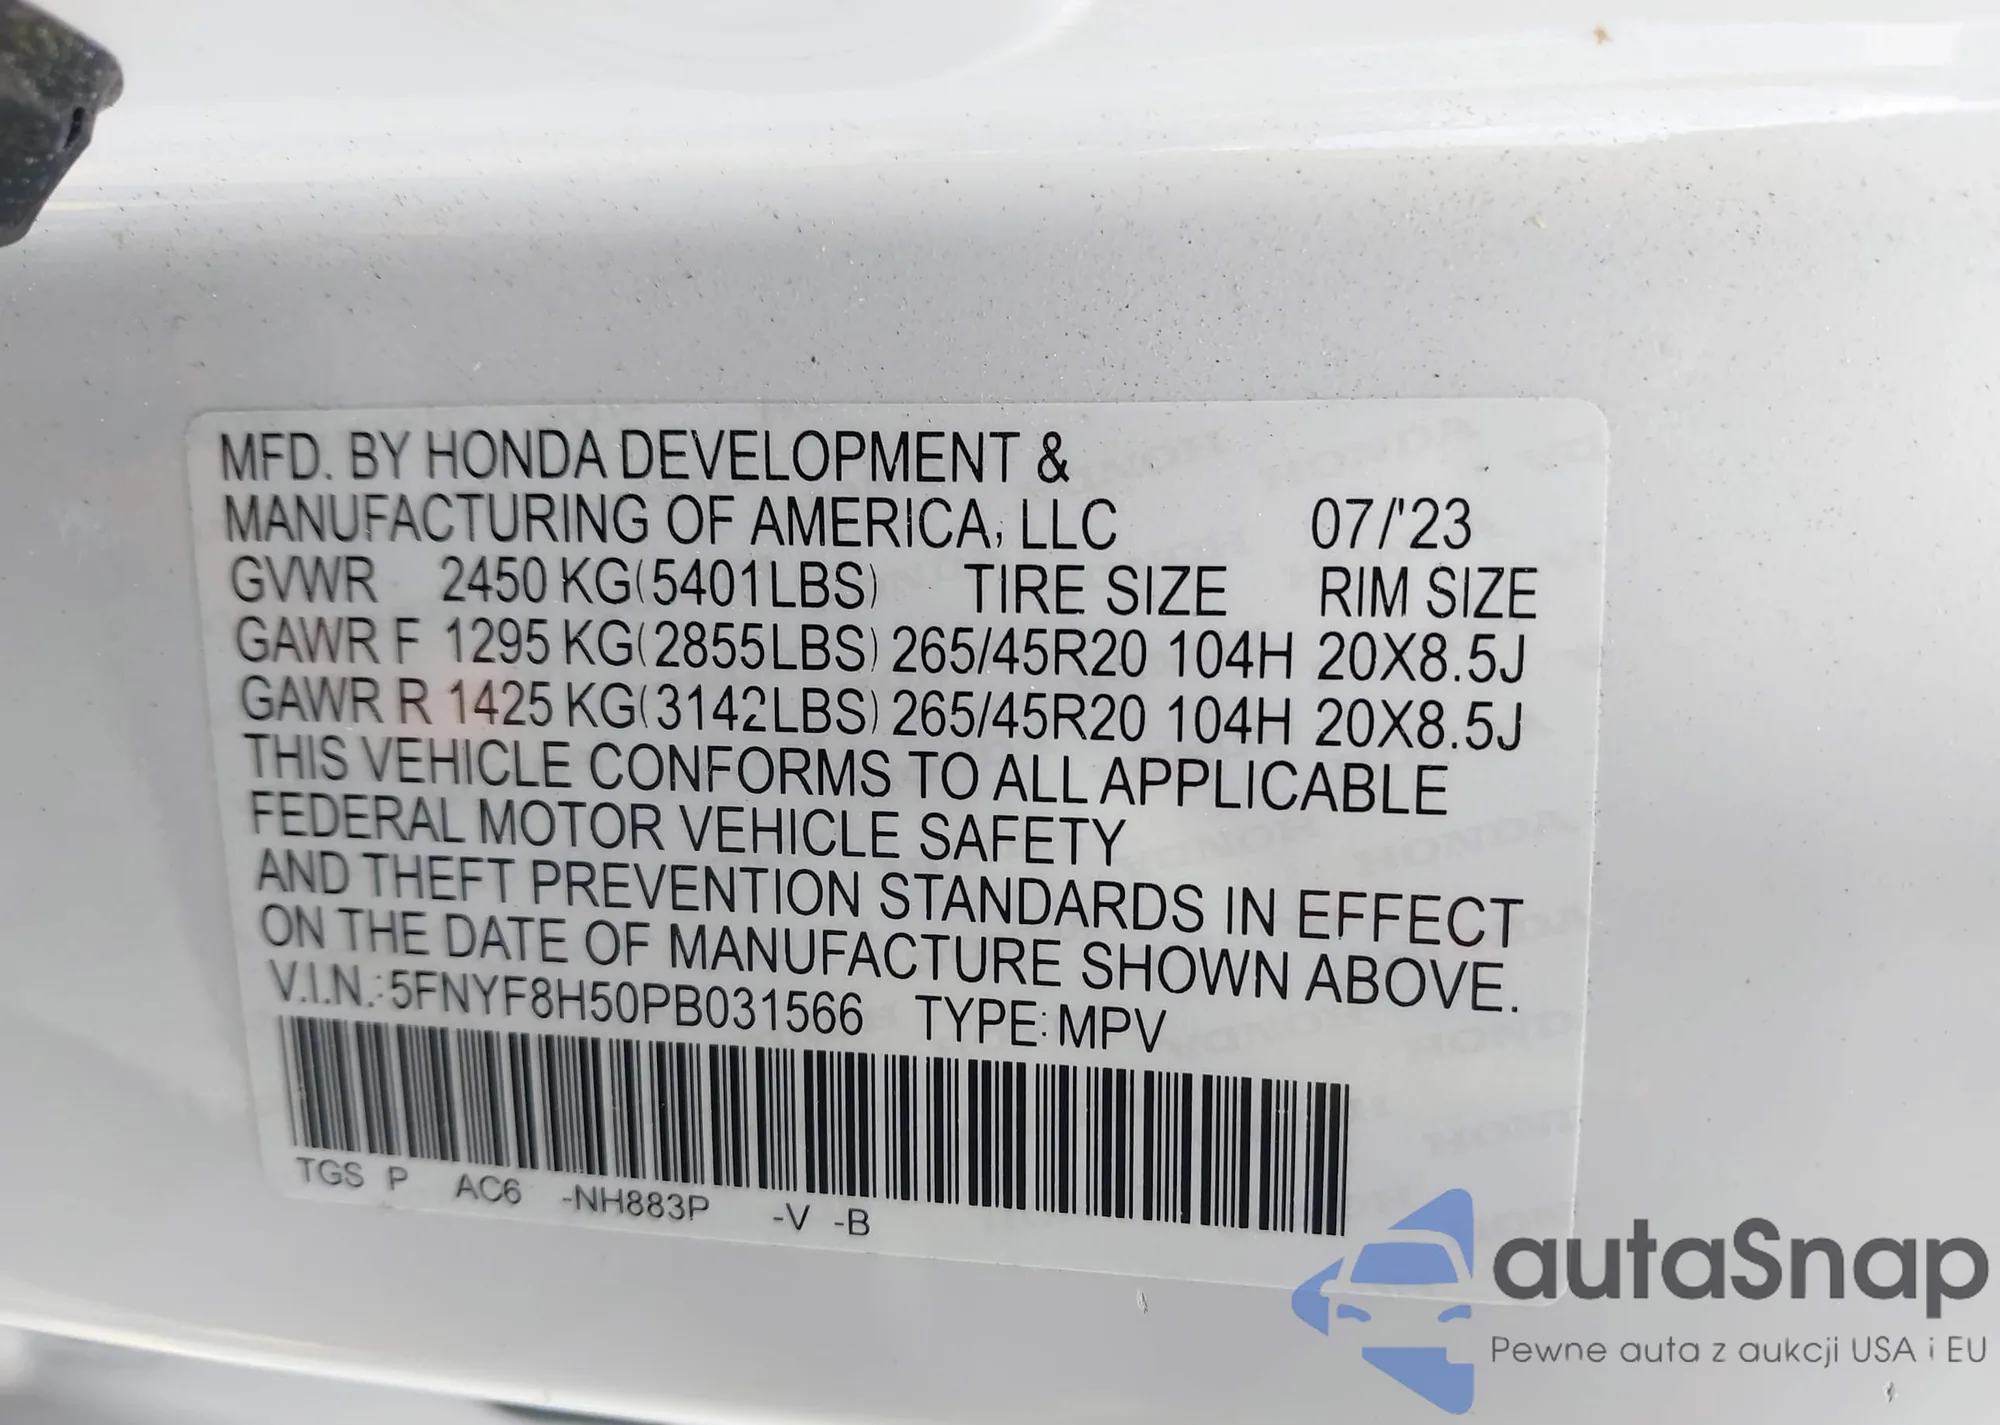 MFD. BY HONDA DEVELOPMENT &
MANUFACTURING OF AMERICA, LLC 07/'23
GVWR 2450 KG(5401LBS) TIRE SIZE RIM SIZE
GAWR F 1295 KG(2855LBS) 265/45R20 104H 20X8.5J
GAWR R 1425 KG(3142LBS) 265/45R20 104H 20X8.5J
THIS VEHICLE CONFORMS TO ALL APPLICABLE
FEDERAL MOTOR VEHICLE SAFETY
AND THEFT PREVENTION STANDARDS IN EFFECT
ON THE DATE OF MANUFACTURE SHOWN ABOVE.
V.I.N.:5FNYF8H50PB031566 TYPE:MPV
TGS P AC6 -NH883P -V -B
autaSnap
Pewne auta z aukcji USA i EU